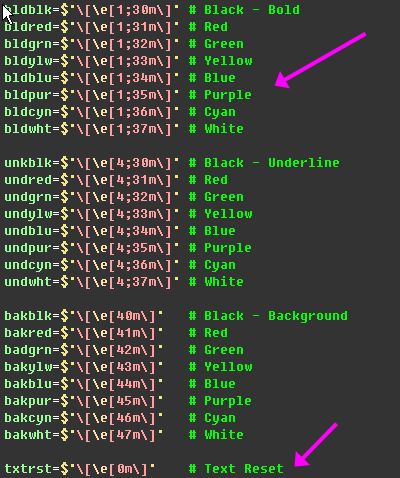 bldblk=$'\[\e[1;30m\]' # Black - Bold
bldred=$'\[\e[1;31m\]' # Red
bldgrn=$'\[\e[1;32m\]' # Green
bldylw=$'\[\e[1;33m\]' # Yellow
bldblu=$'\[\e[1;34m\]' # Blue
bldpur=$'\[\e[1;35m\]' # Purple
bldcyn=$'\[\e[1;36m\]' # Cyan
bldwht=$'\[\e[1;37m\]' # White
unkblk=$'\[\e[4;30m\]' # Black - Underline
undred=$'\[\e[4;31m\]' # Red
undgrn=$'\[\e[4;32m\]' # Green
undylw=$'\[\e[4;33m\]' # Yellow
undblu=$'\[\e[4;34m\]' # Blue
undpur=$'\[\e[4;35m\]' # Purple
undcyn=$'\[\e[4;36m\]' # Cyan
undwht=$'\[\e[4;37m\]' # White
bakblk=$'\[\e[40m\]' # Black - Background
bakred=$'\[\e[41m\]' # Red
badgrn=$'\[\e[42m\]' # Green
bakylw=$'\[\e[43m\]' # Yellow
bakblu=$'\[\e[44m\]' # Blue
bakpur=$'\[\e[45m\]' # Purple
bakcyn=$'\[\e[46m\]' # Cyan
bakwht=$'\[\e[47m\]' # White
txtrst=$'\[\e[0m\]' # Text Reset